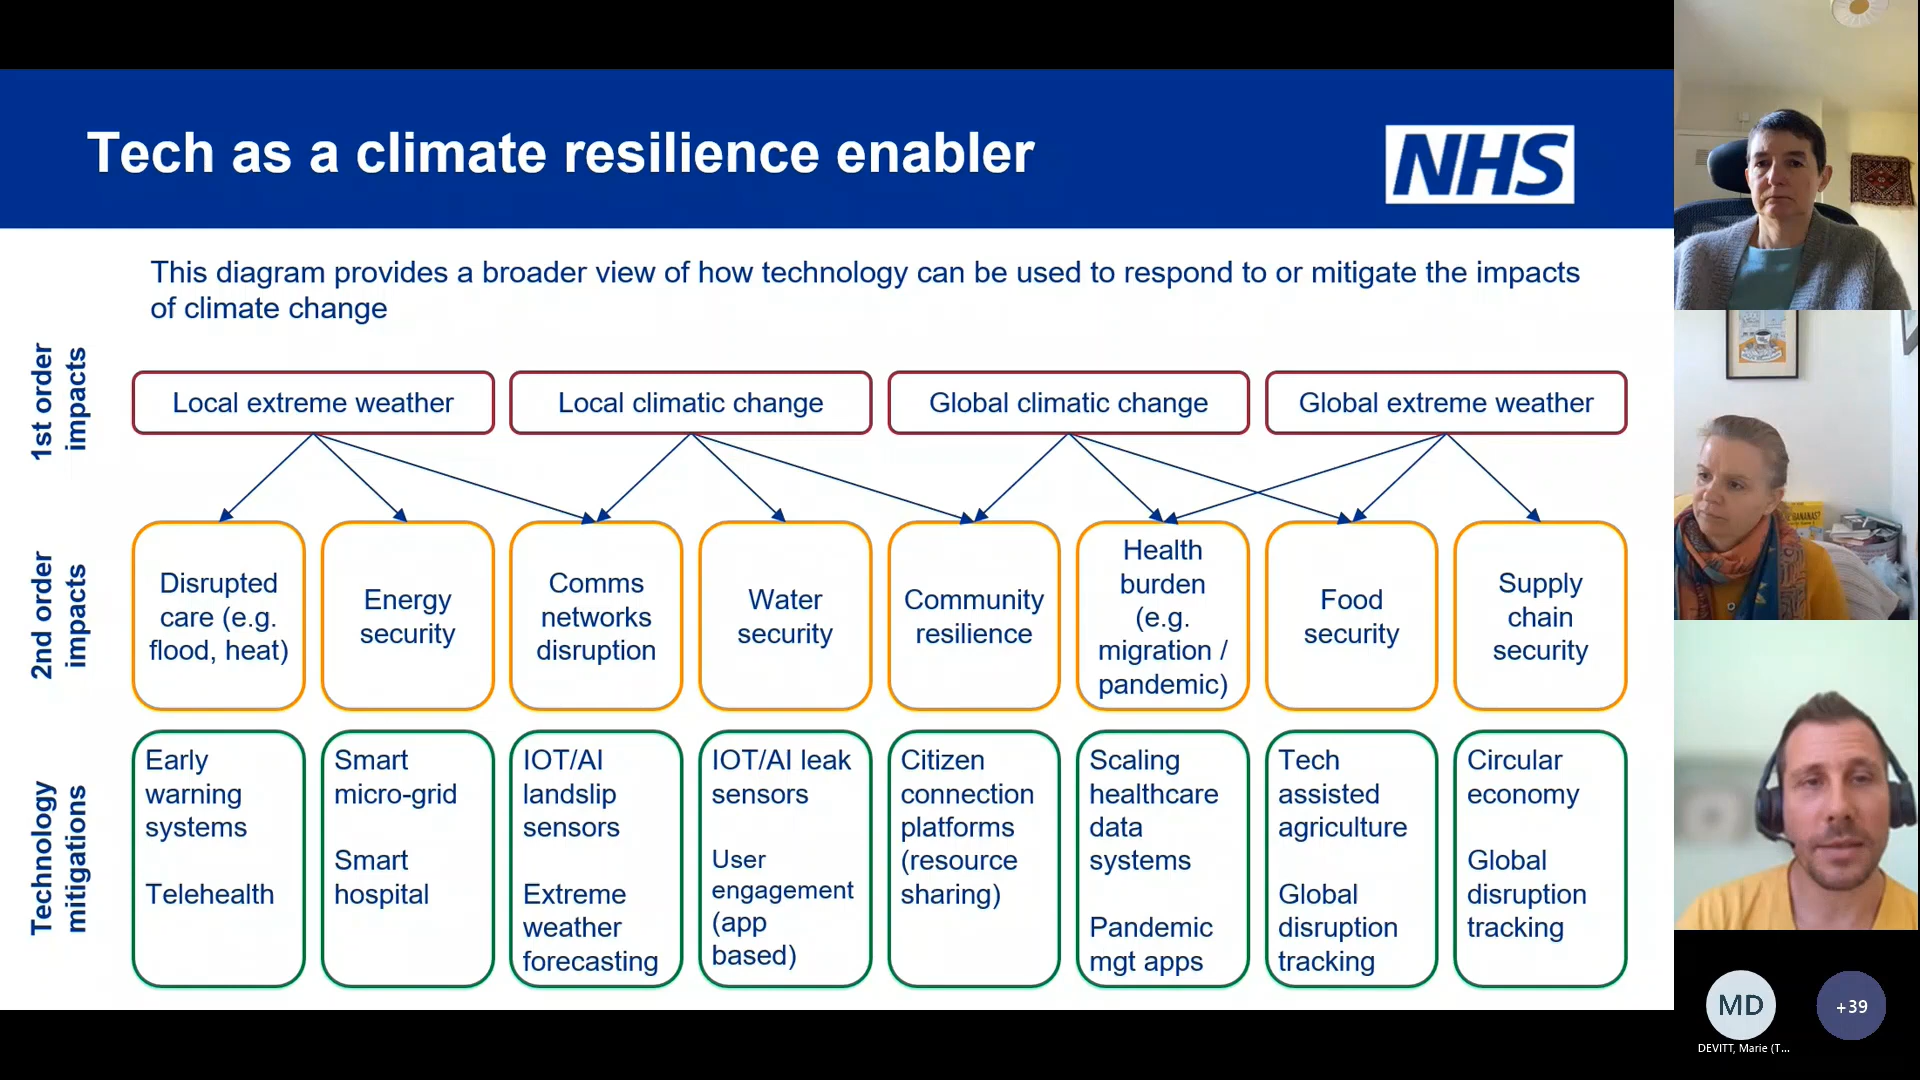 Tech as a climate resilience enabler
NHS
This diagram provides a broader view of how technology can be used to respond to or mitigate the impacts
of climate change
1st order
impacts
Local extreme weather
Local climatic change
Global climatic change
Global extreme weather
2nd order
impacts
Disrupted
care (e.g.
flood, heat)
Energy
security
Comms
networks
disruption
Water
security
Community
resilience
Health
burden
(e.g.
migration /
pandemic)
Food
security
Supply
chain
security
Technology
mitigations
Early
warning
systems
Telehealth
Smart
micro-grid
Smart
hospital
IOT/AI
landslip
sensors
Extreme
weather
forecasting
IOT/AI leak
sensors
User
engagement
(app
based)
Citizen
connection
platforms
(resource
sharing)
Scaling
healthcare
data
systems
Pandemic
mgt apps
Tech
assisted
agriculture
Global
disruption
tracking
Circular
economy
Global
disruption
tracking
BANANAS?
MD
+39
DEVITT, Marie (T...